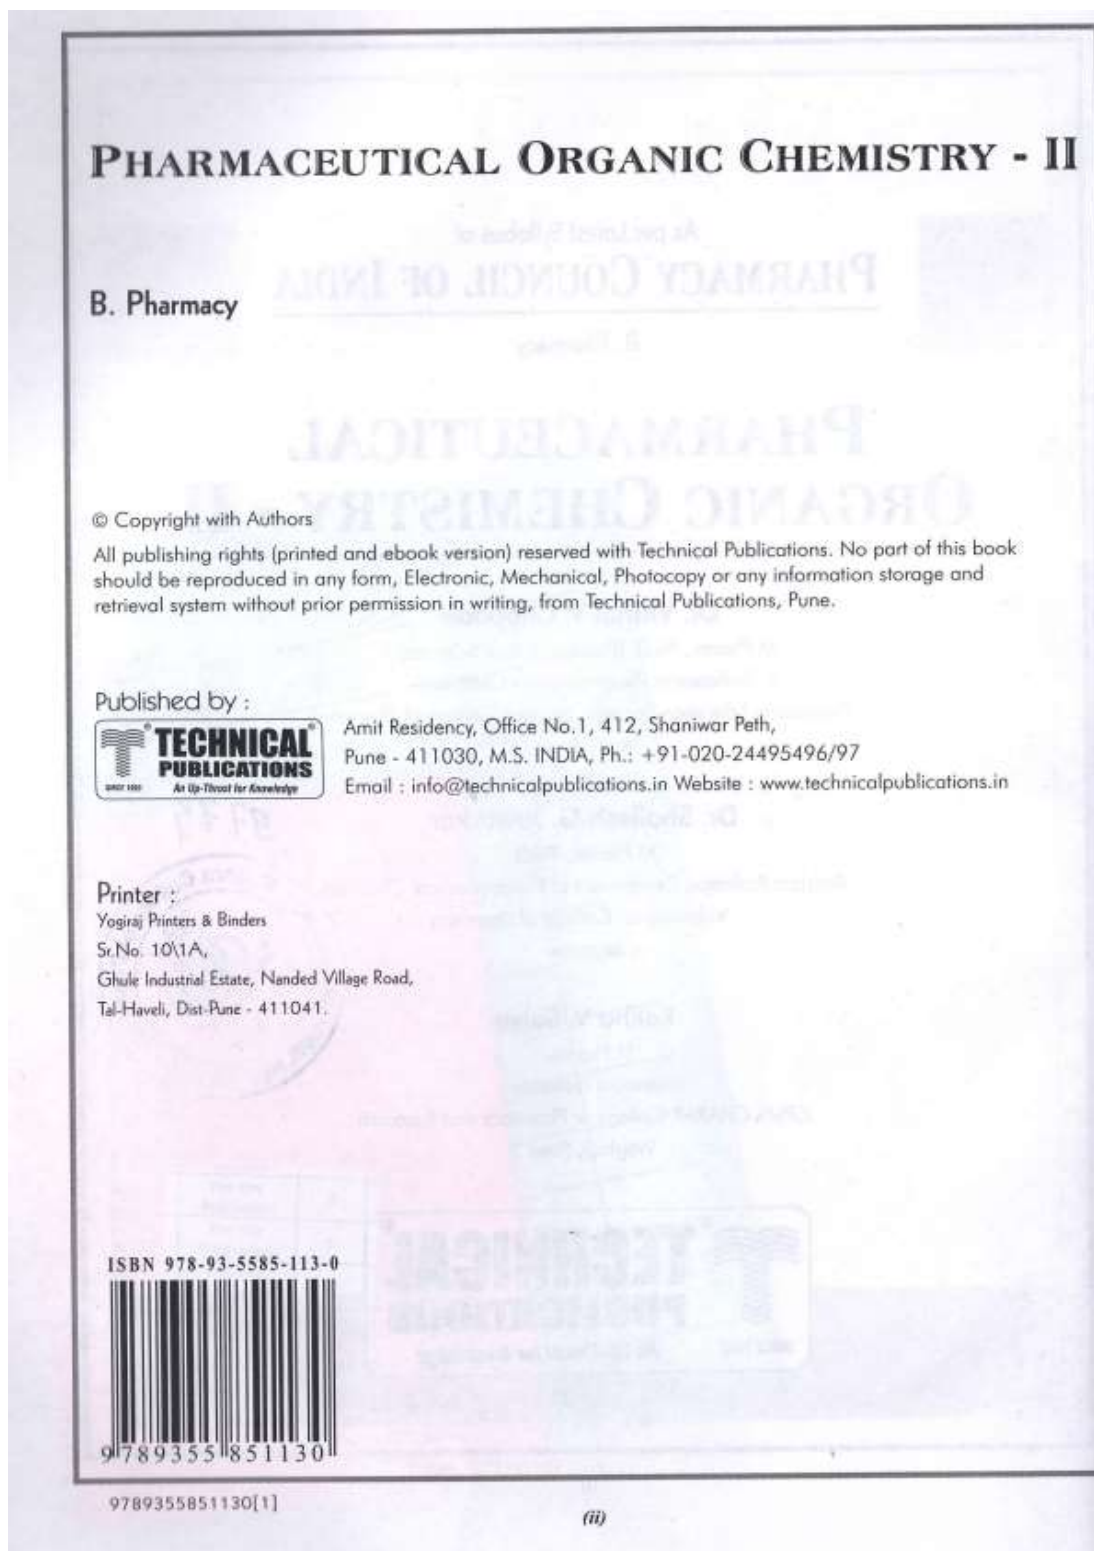 PHARMACEUTICAL ORGANIC CHEMISTRY - II
B. Pharmacy
© Copyright with Authors
All publishing rights (printed and ebook version) reserved with Technical Publications. No part of this book
should be reproduced in any form, Electronic, Mechanical, Photocopy or any information storage and
retrieval system without prior permission in writing, from Technical Publications, Pune.
Published by :
TECHNICAL®
PUBLICATIONS
An Up-Thrust for Knowledge
Amit Residency, Office No.1, 412, Shaniwar Peth,
Pune - 411030, M.S. INDIA, Ph.: +91-020-24495496/97
Email : info@technicalpublications.in Website : www.technicalpublications.in
Printer :
Yogiraj Printers & Binders
Sr.No. 10\1A,
Ghule Industrial Estate, Nanded Village Road,
Tal-Haveli, Dist-Pune - 411041.
ISBN 978-93-5585-113-0
9 789355 851130
9789355851130[1]
(ii)